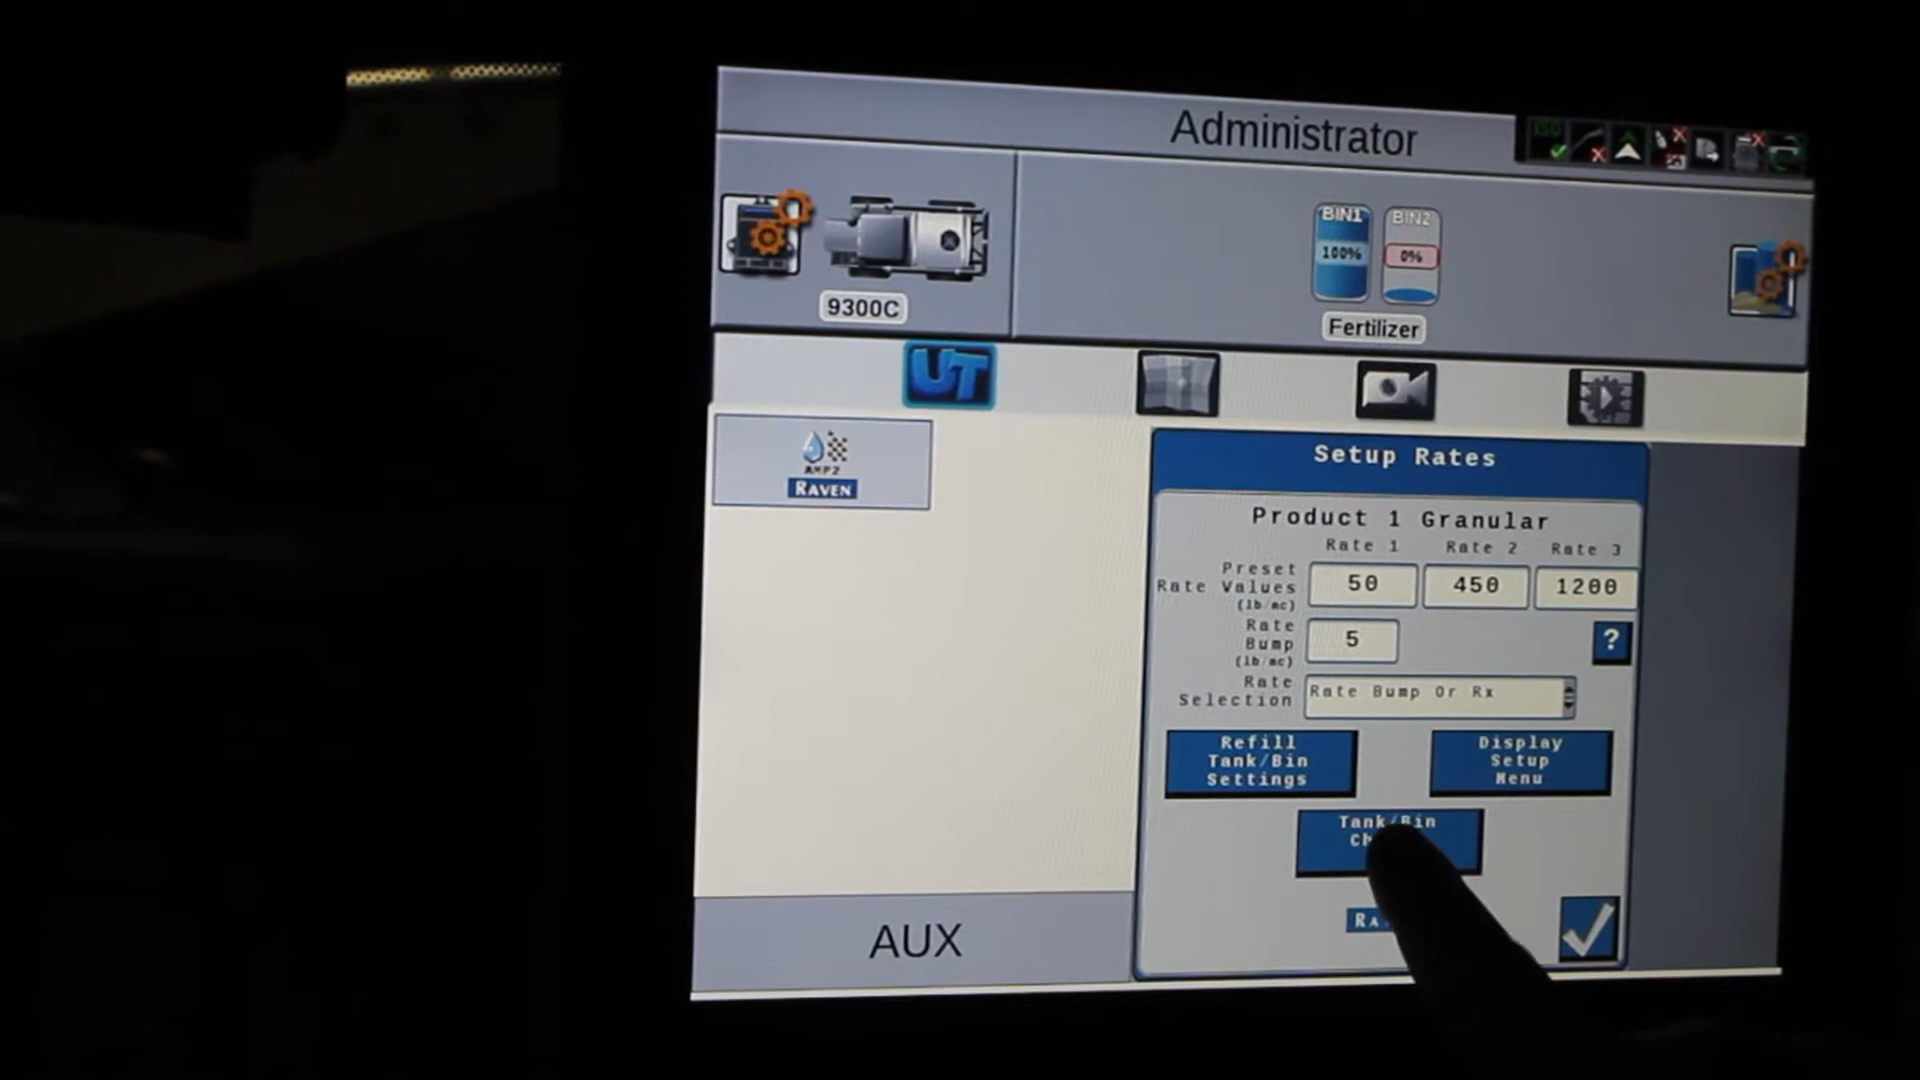 Administrator
ISO
BIN1
BIN2
100%
0%
9300C
Fertilizer
UT
AMP2
RAVEN
Setup Rates
Product 1 Granular
Rate 1 Rate 2 Rate 3
Preset
Rate Values
(lb/ac)
50 450 1200
Rate
Bump
(lb/ac)
5
?
Rate
Selection
Rate Bump Or Rx
Refill
Tank/Bin
Settings
Display
Setup
Menu
Tank/Bin
AUX